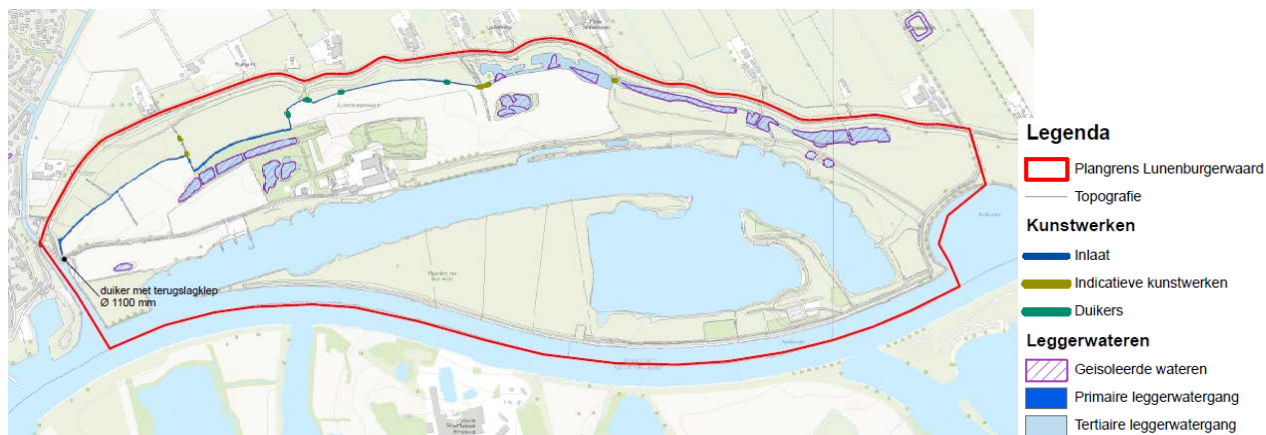 duiker met terugslagklep
Ø 1100 mm
Legenda
Plangrens Lunenburgerwaard
Topografie
Kunstwerken
Inlaat
Indicatieve kunstwerken
Duikers
Leggerwateren
Geisoleerde wateren
Primaire leggerwatergang
Tertiaire leggerwatergang